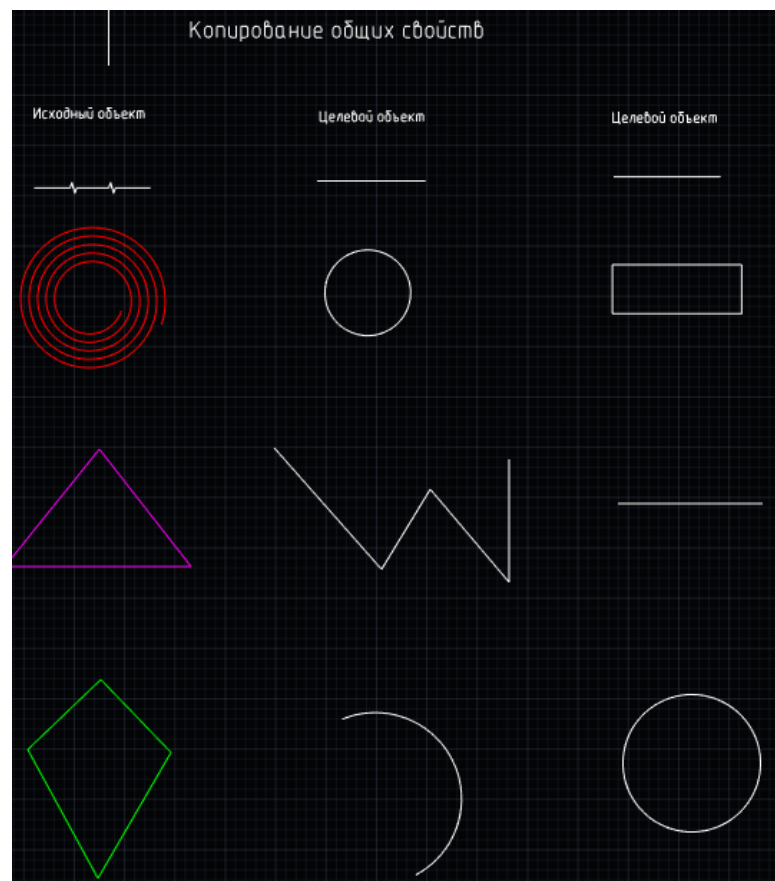 Копирование общих свойств
Исходный объект
Целевой объект
Целевой объект